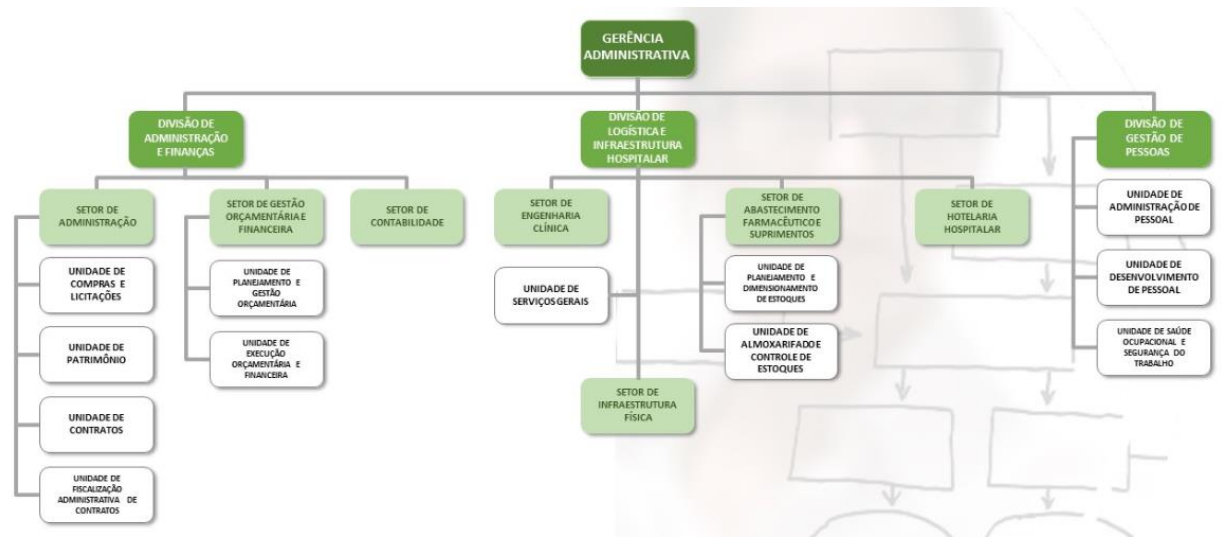 GERÊNCIA
ADMINISTRATIVA
DIVISÃO DE
ADMINISTRAÇÃO
E FINANÇAS
DIVISÃO DE
LOGÍSTICA E
INFRAESTRUTURA
HOSPITALAR
DIVISÃO DE
GESTÃO DE
PESSOAS
SETOR DE
ADMINISTRAÇÃO
SETOR DE GESTÃO
ORÇAMENTÁRIA E
FINANCEIRA
SETOR DE
CONTABILIDADE
SETOR DE
ENGENHARIA
CLÍNICA
SETOR DE
ABASTECIMENTO
FARMACÊUTICO E
SUPRIMENTOS
SETOR DE
HOTELARIA
HOSPITALAR
UNIDADE DE
ADMINISTRAÇÃO DE
PESSOAL
UNIDADE DE
COMPRAS E
LICITAÇÕES
UNIDADE DE
PLANEJAMENTO E
GESTÃO
ORÇAMENTÁRIA
UNIDADE DE
SERVIÇOS GERAIS
UNIDADE DE
PLANEJAMENTO E
DIMENSIONAMENTO
DE ESTOQUES
UNIDADE DE
DESENVOLVIMENTO
DE PESSOAL
UNIDADE DE
PATRIMÔNIO
UNIDADE DE
EXECUÇÃO
ORÇAMENTÁRIA E
FINANCEIRA
UNIDADE DE
ALMOXARIFADO E
CONTROLE DE
ESTOQUES
UNIDADE DE SAÚDE
OCUPACIONAL E
SEGURANÇA DO
TRABALHO
UNIDADE DE
CONTRATOS
SETOR DE
INFRAESTRUTURA
FÍSICA
UNIDADE DE
FISCALIZAÇÃO
ADMINISTRATIVA DE
CONTRATOS